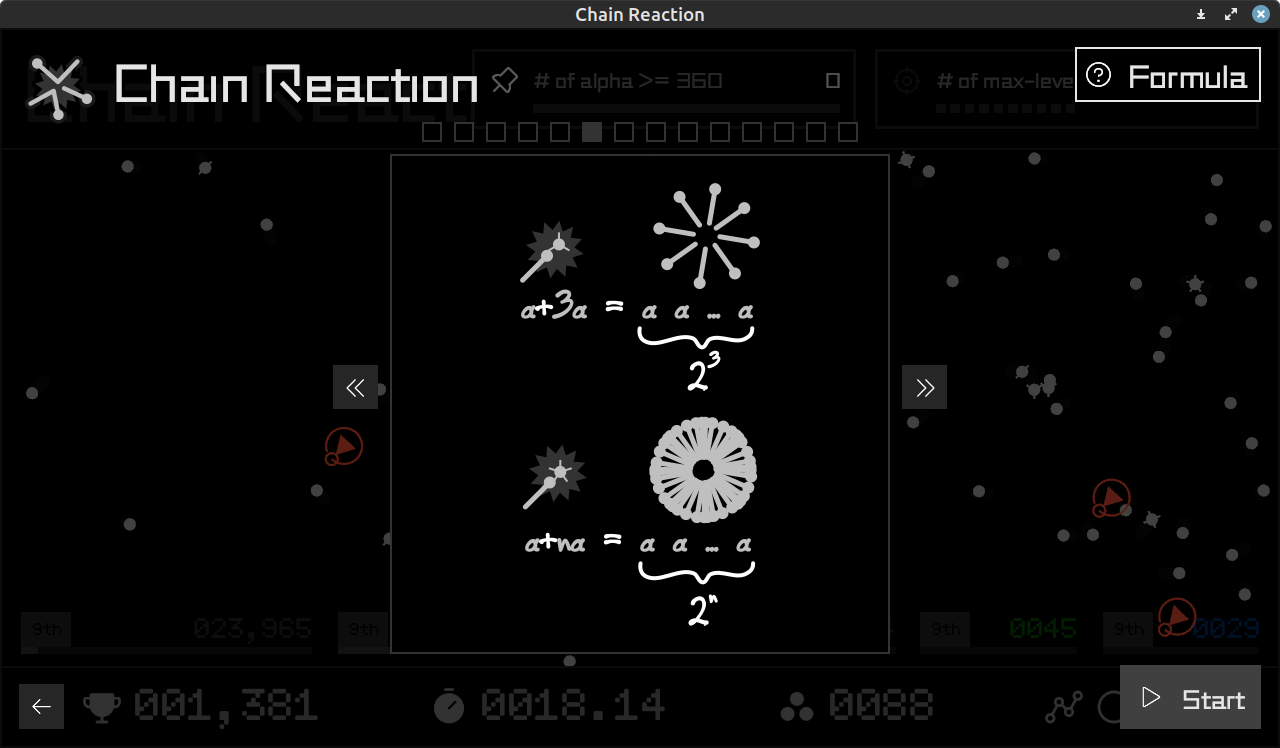 Chain Reaction
Chain Reaction
# of alpha >= 360
# of max-leve
Formula
a+3a = a a ... a
2³
a+na = a a ... a
2ⁿ
9th 023,965
9th
9th 0045
9th 0029
001,381
0018.14
0088
Start